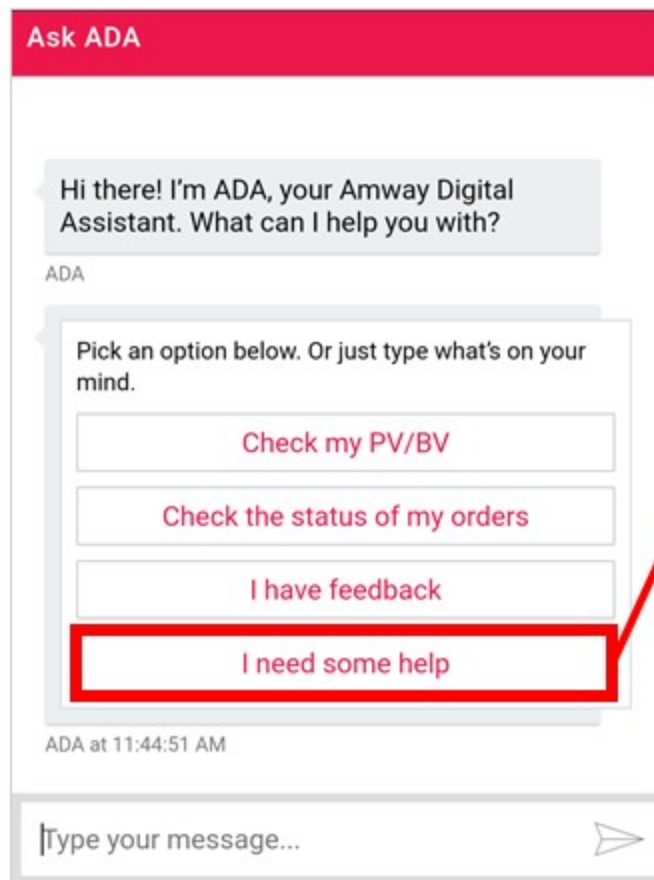 Ask ADA
Hi there! I'm ADA, your Amway Digital
Assistant. What can I help you with?
ADA
Pick an option below. Or just type what's on your
mind.
Check my PV/BV
Check the status of my orders
I have feedback
I need some help
ADA at 11:44:51 AM
Type your message...